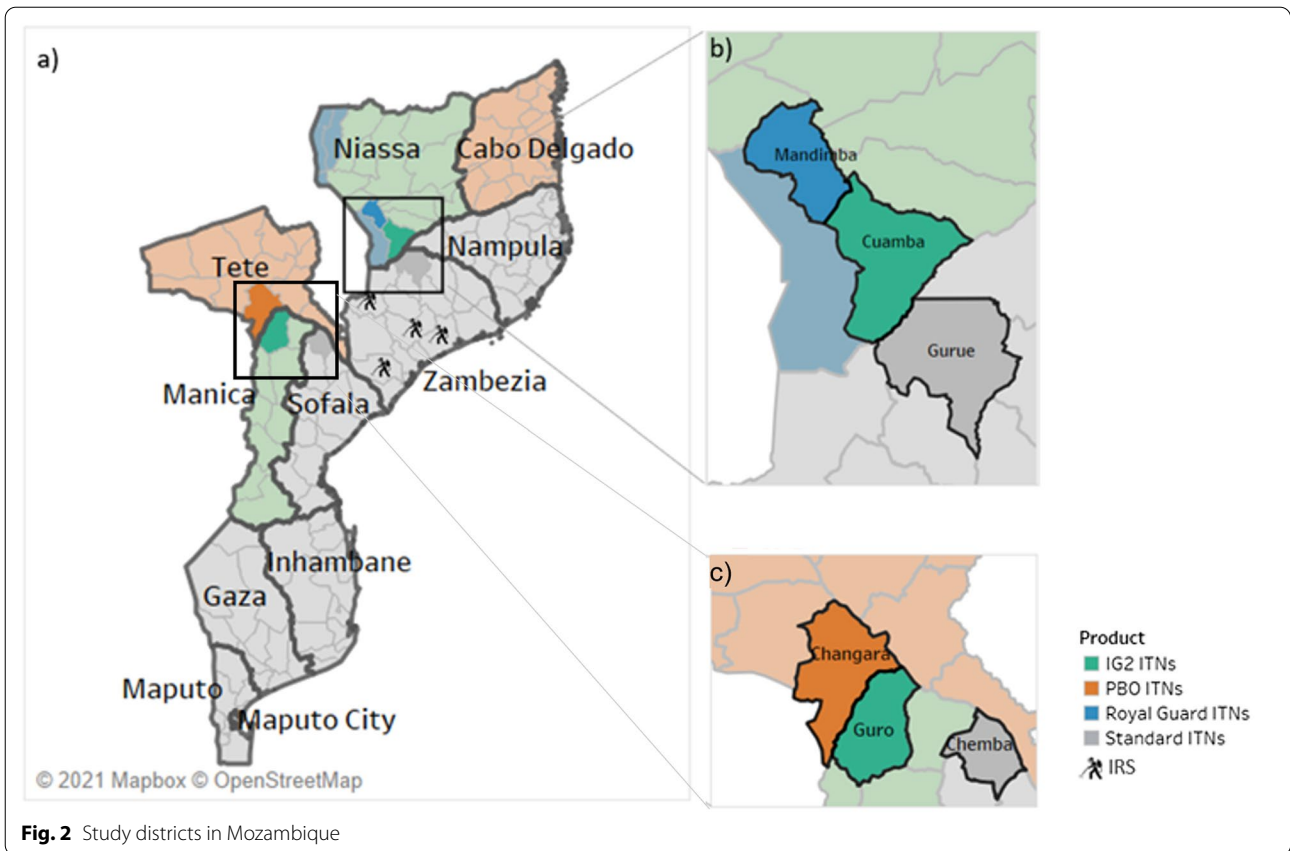 a)
Niassa
Cabo Delgado
Nampula
Tete
Manica
Sofala
Zambezia
Inhambane
Gaza
Maputo
Maputo City
© 2021 Mapbox © OpenStreetMap
b)
Mandimba
Cuamba
Gurue
c)
Changara
Guro
Chemba
Product
IG2 ITNs
PBO ITNs
Royal Guard ITNs
Standard ITNs
IRS
Fig. 2 Study districts in Mozambique